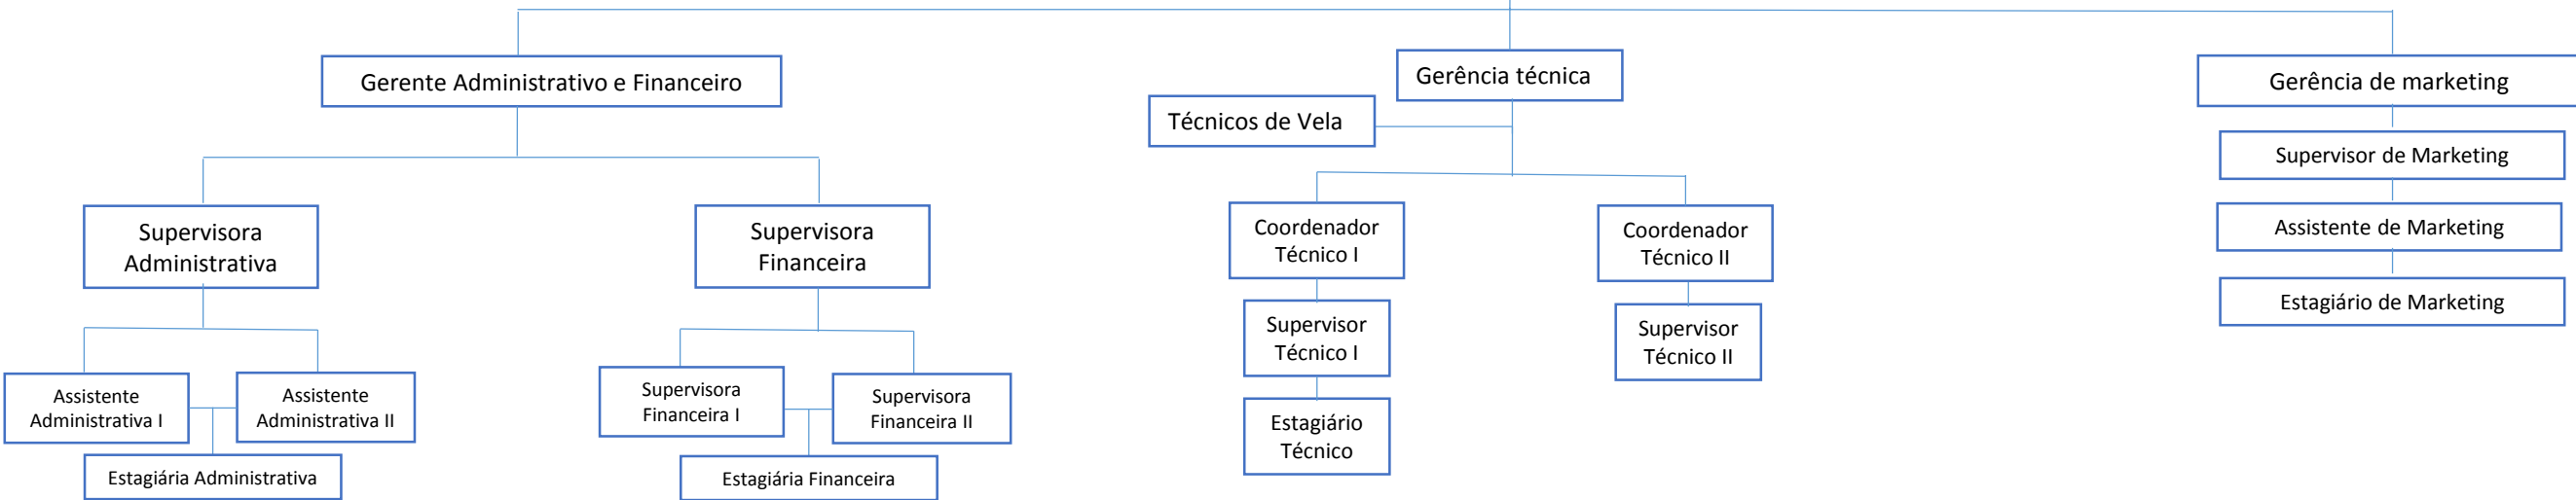 Gerente Administrativo e Financeiro
Gerência técnica
Gerência de marketing
Técnicos de Vela
Supervisor de Marketing
Supervisora
Administrativa
Supervisora
Financeira
Coordenador
Técnico I
Coordenador
Técnico II
Assistente de Marketing
Supervisor
Técnico I
Supervisor
Técnico II
Estagiário de Marketing
Assistente
Administrativa I
Assistente
Administrativa II
Supervisora
Financeira I
Supervisora
Financeira II
Estagiário
Técnico
Estagiária Administrativa
Estagiária Financeira